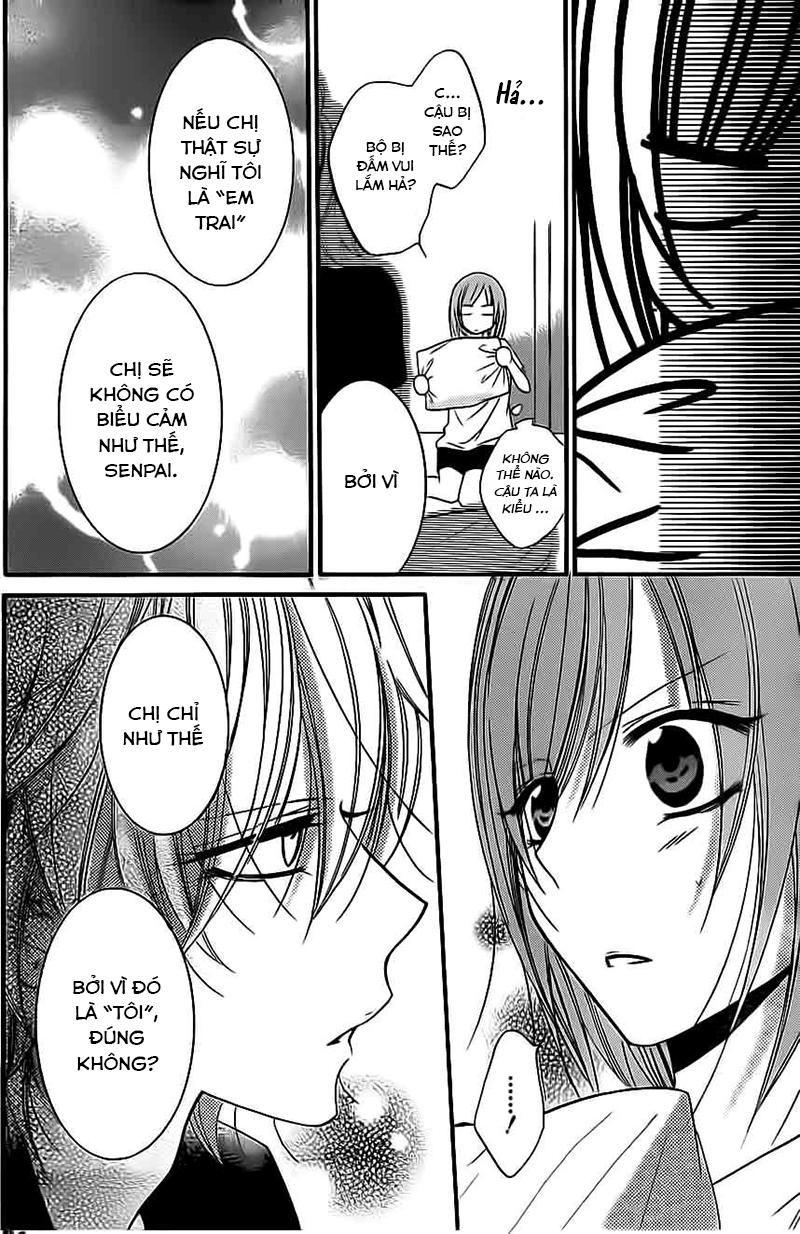 Hả...
C...
CẬU BỊ
SAO
THẾ?
BỘ BỊ
ĐẤM VUI
LẮM HẢ?
KHÔNG
THỂ NÀO.
CẬU TA LÀ
KIỂU ...
BỞI VÌ
NẾU CHỊ
THẬT SỰ
NGHĨ TÔI
LÀ “EM
TRAI”
CHỊ SẼ
KHÔNG CÓ
BIỂU CẢM
NHƯ THẾ,
SENPAI.
.......!
CHỊ CHỈ
NHƯ THẾ
BỞI VÌ ĐÓ
LÀ “TÔI”,
ĐÚNG
KHÔNG?